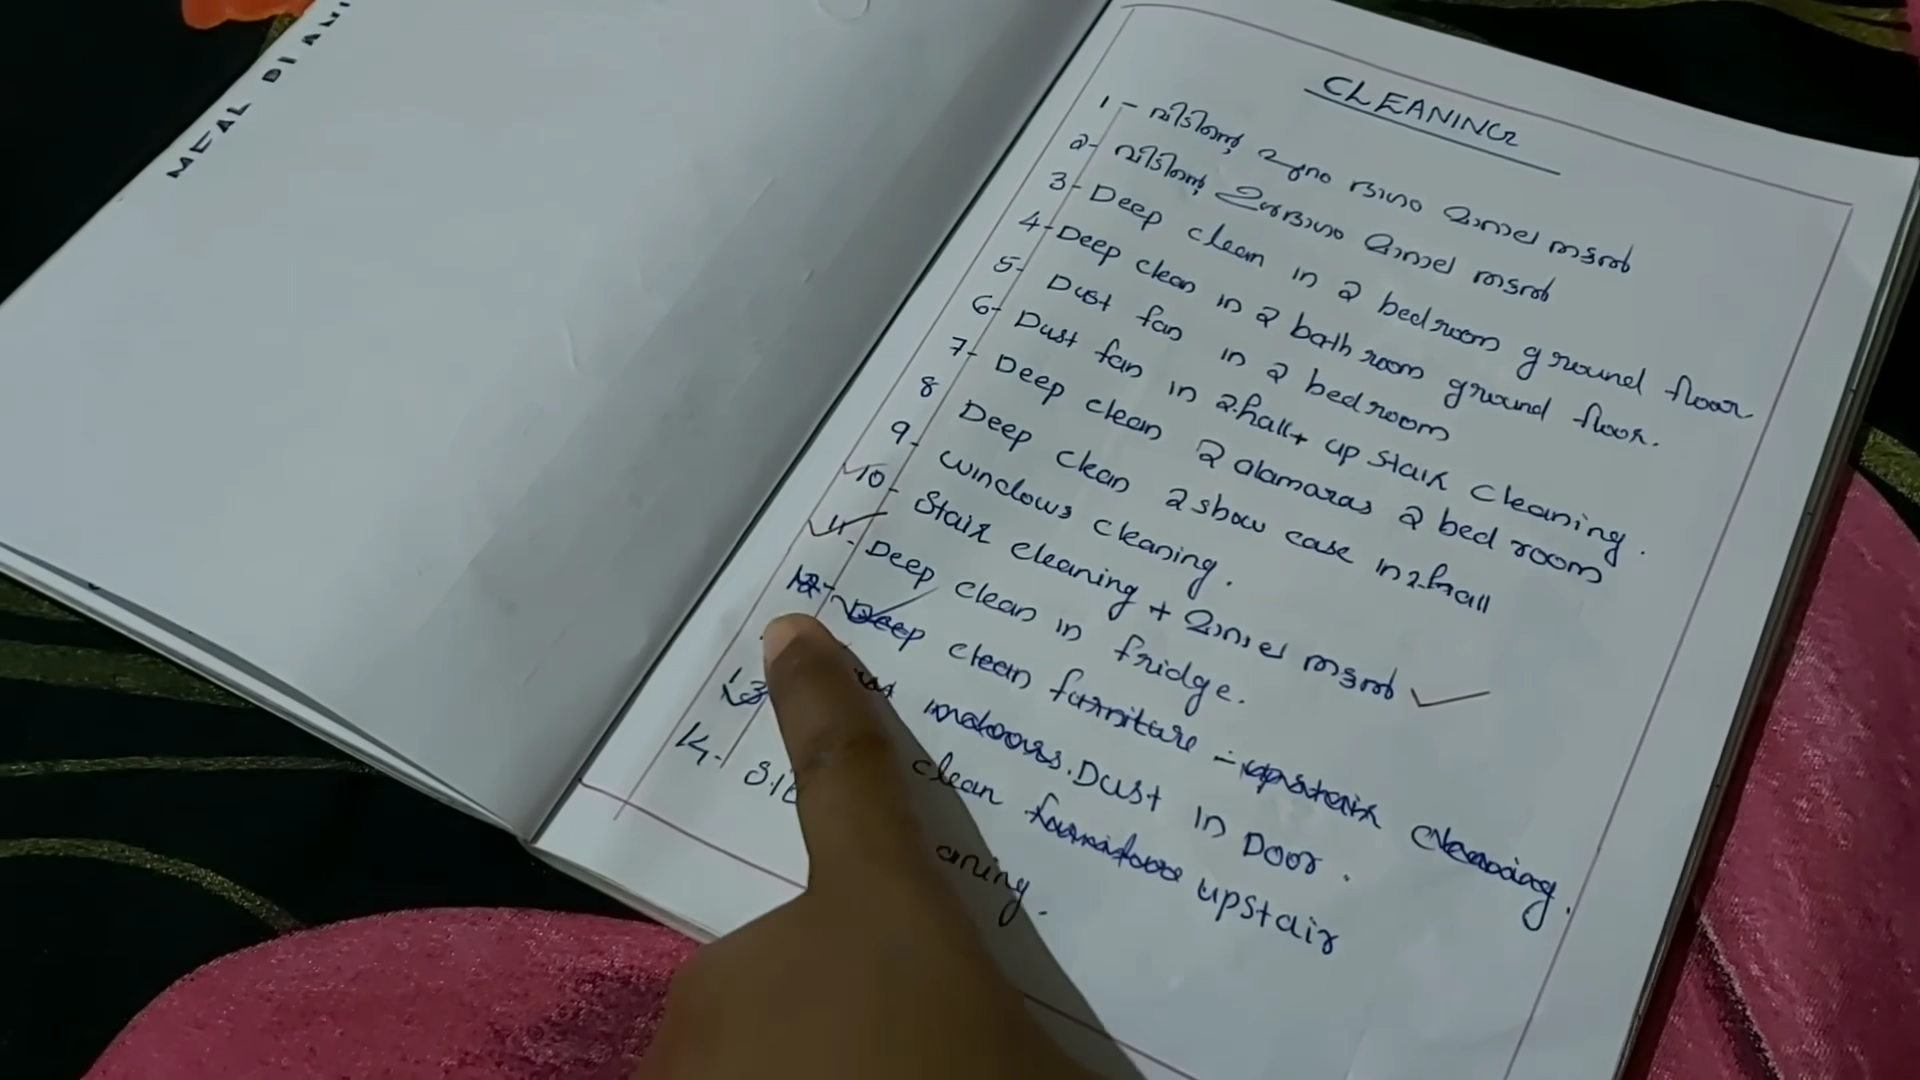 MEAL
CLEANING
1- വീടിൻ്റെ പുറം ഭാഗം മാറാല തട്ടൽ
2- വീടിൻ്റെ ഉൾഭാഗം മാറാല തട്ടൽ
3- Deep clean in 2 bedroom ground floor
4- Deep clean in 2 bathroom ground floor.
5- Dust fan in 2 bedroom
6- Dust fan in 2.hall+ up stair cleaning.
7- Deep clean 2 alamaras 2 bed room
8 Deep clean 2 show case in 2.hall
9- windows cleaning.
10- Stair cleaning + മാറാല തട്ടൽ
11- Deep clean in fridge.
12- Deep clean furniture - upstair cleaning.
indoors. Dust in Door.
13 clean furniture upstair
14- aning.